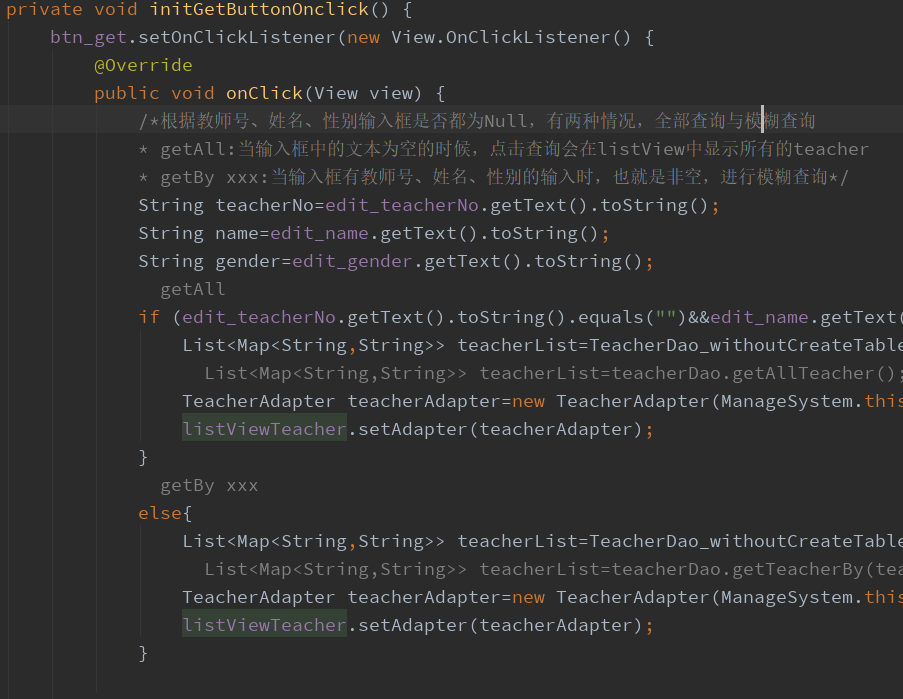 private void initGetButtonOnclick() {
btn_get.setOnClickListener(new View.OnClickListener() {
@Override
public void onClick(View view) {
/*根据教师号、姓名、性别输入框是否都为Null，有两种情况，全部查询与模糊查询
* getAll:当输入框中的文本为空的时候，点击查询会在listView中显示所有的teacher
* getBy xxx:当输入框有教师号、姓名、性别的输入时，也就是非空，进行模糊查询*/
String teacherNo=edit_teacherNo.getText().toString();
String name=edit_name.getText().toString();
String gender=edit_gender.getText().toString();
getAll
if (edit_teacherNo.getText().toString().equals("")&&edit_name.getText(
List<Map<String,String>> teacherList=TeacherDao_withoutCreateTable
List<Map<String,String>> teacherList=teacherDao.getAllTeacher();
TeacherAdapter teacherAdapter=new TeacherAdapter(ManageSystem.this
listViewTeacher.setAdapter(teacherAdapter);
}
getBy xxx
else{
List<Map<String,String>> teacherList=TeacherDao_withoutCreateTable
List<Map<String,String>> teacherList=teacherDao.getTeacherBy(tea
TeacherAdapter teacherAdapter=new TeacherAdapter(ManageSystem.this
listViewTeacher.setAdapter(teacherAdapter);
}